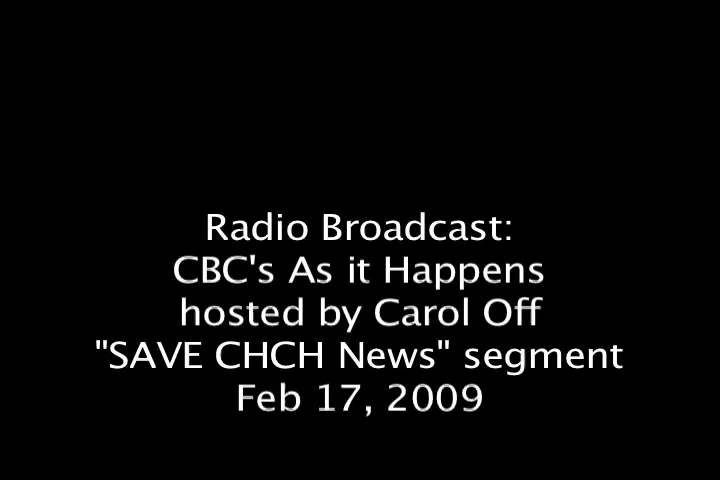 Radio Broadcast:
CBC's As it Happens
hosted by Carol Off
"SAVE CHCH News" segment
Feb 17, 2009